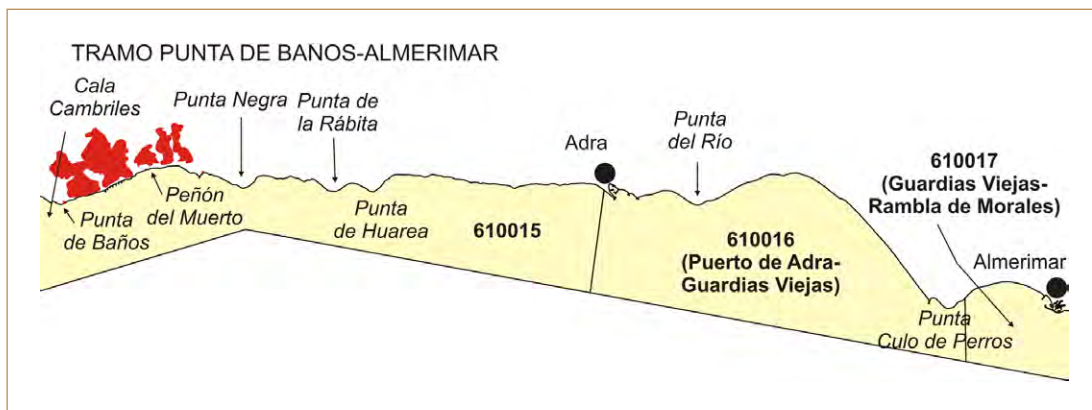 TRAMO PUNTA DE BANOS-ALMERIMAR
Cala
Cambriles
Punta Negra
Punta de
la Rábita
Adra
Punta
del Río
610017
(Guardias Viejas-
Rambla de Morales)
Peñón
del Muerto
Punta
de Baños
Punta
de Huarea
610015
610016
(Puerto de Adra-
Guardias Viejas)
Almerimar
Punta
Culo de Perros